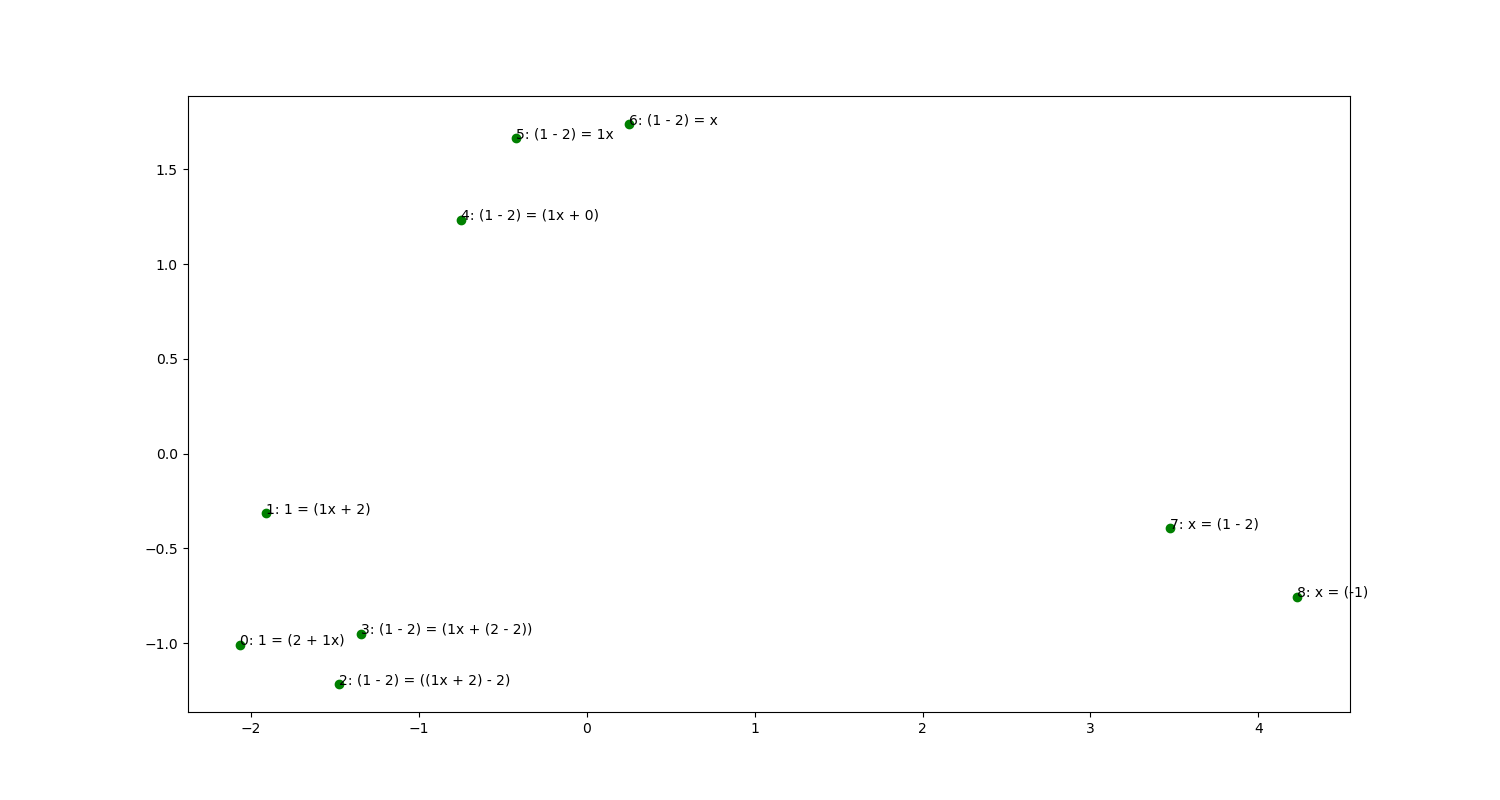 6: (1 - 2) = x
5: (1 - 2) = 1x
1.5
4: (1 - 2) = (1x + 0)
1.0
0.5
0.0
1: 1 = (1x + 2)
7: x = (1 - 2)
−0.5
8: x = (-1)
3: (1 - 2) = (1x + (2 - 2))
0: 1 = (2 + 1x)
−1.0
2: (1 - 2) = ((1x + 2) - 2)
−2 −1 0 1 2 3 4